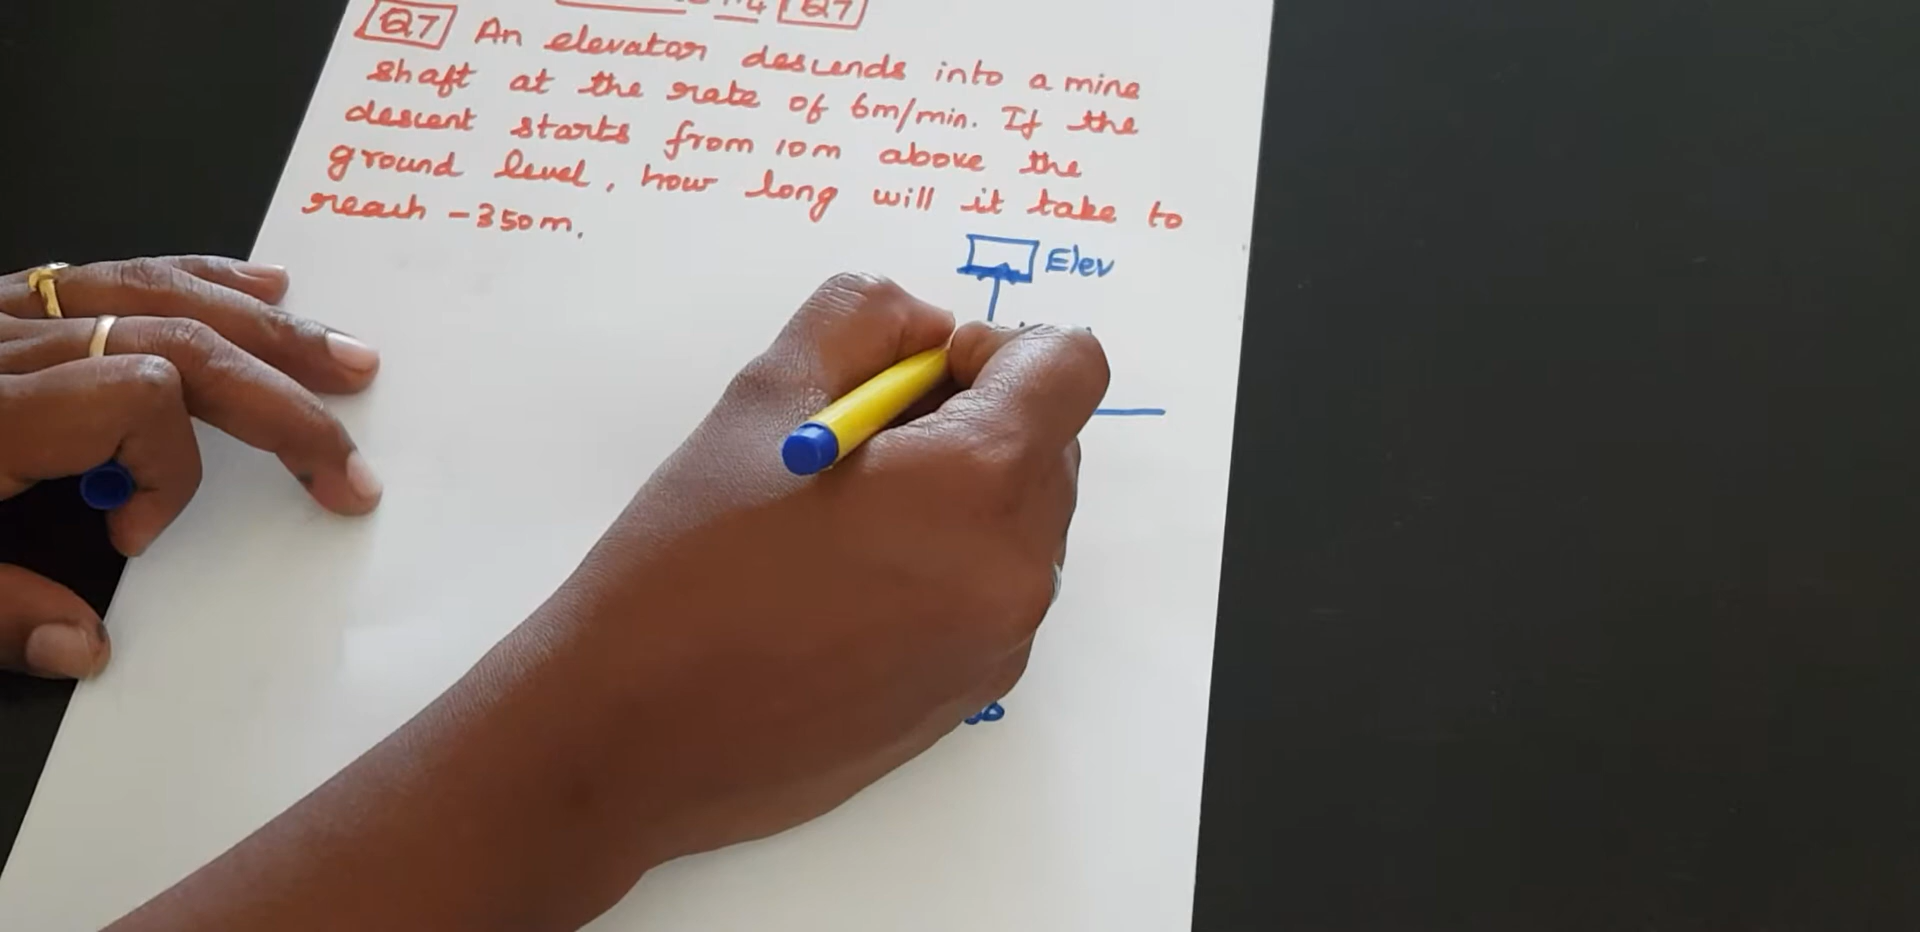 Q7
Q7 An elevator descends into a mine
shaft at the rate of 6m/min. If the
descent starts from 10m above the
ground level, how long will it take to
reach -350m.
Elev